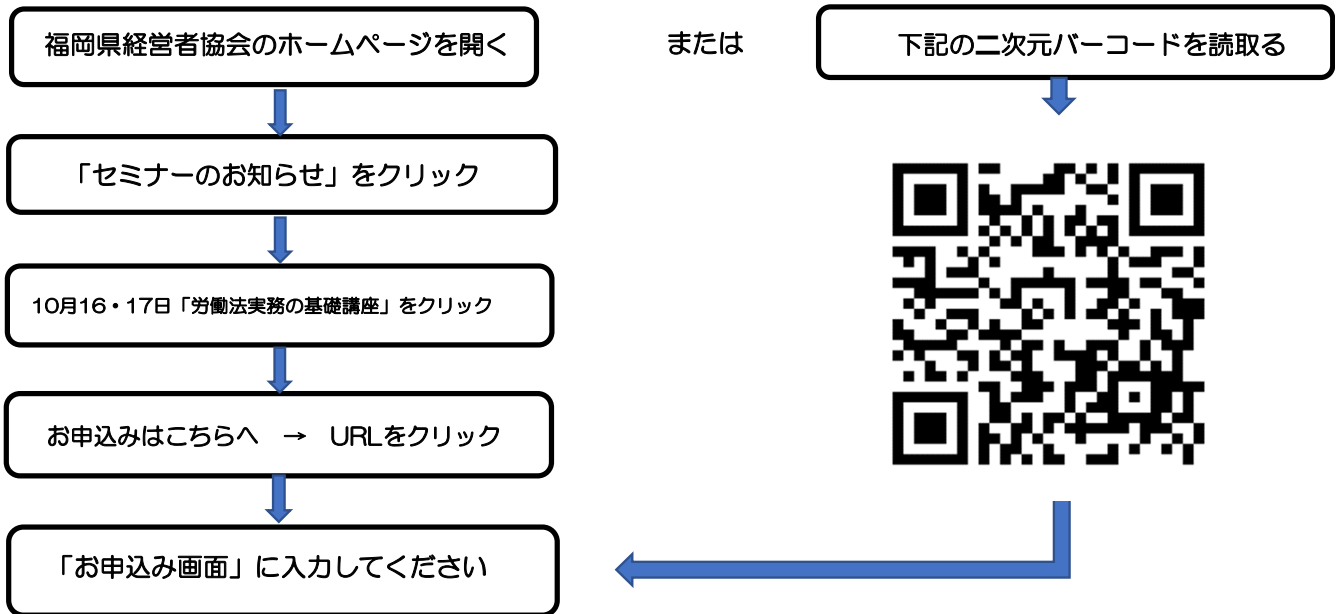 福岡県経営者協会のホームページを開く
または
下記の二次元バーコードを読取る
「セミナーのお知らせ」をクリック
10月16・17日「労働法実務の基礎講座」をクリック
お申込みはこちらへ　→　URLをクリック
「お申込み画面」に入力してください